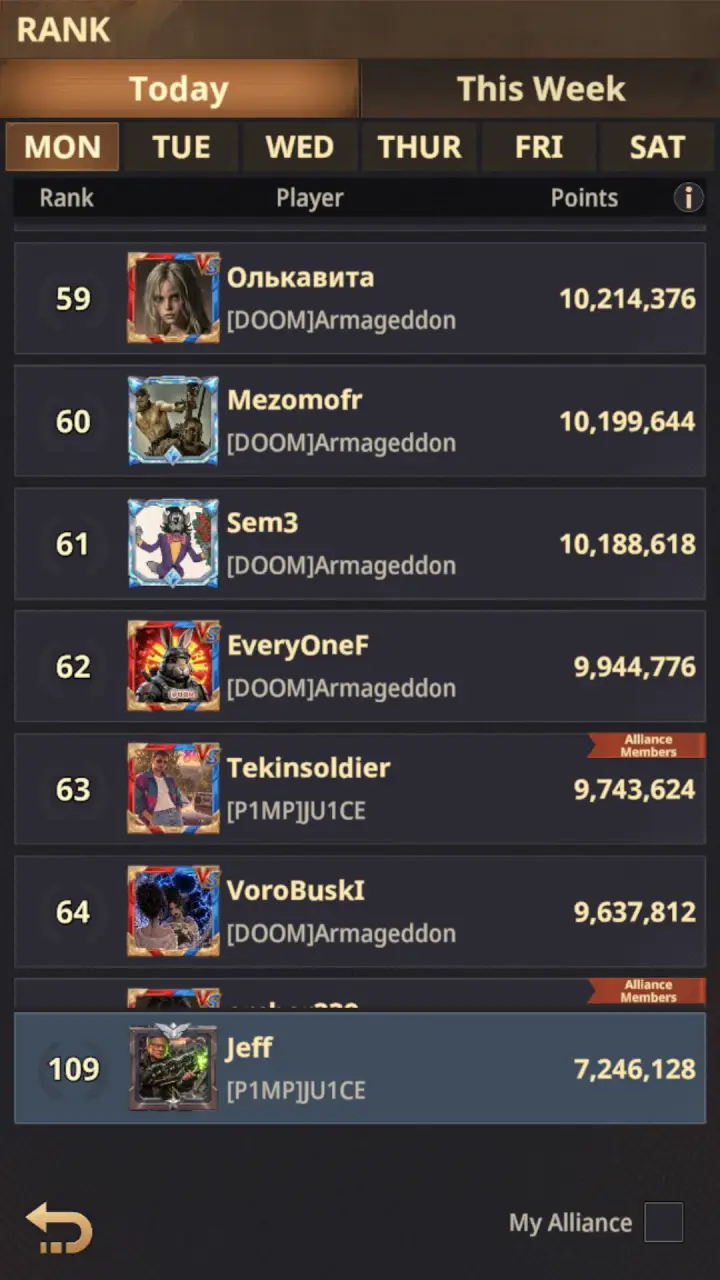 RANK
Today
This Week
MON
TUE
WED
THUR
FRI
SAT
Rank
Player
Points
59
Олькавита
[DOOM]Armageddon
10,214,376
60
Mezomofr
[DOOM]Armageddon
10,199,644
61
Sem3
[DOOM]Armageddon
10,188,618
62
EveryOneF
[DOOM]Armageddon
9,944,776
Alliance
Members
63
Tekinsoldier
[P1MP]JU1CE
9,743,624
64
VoroBuskI
[DOOM]Armageddon
9,637,812
Alliance
Members
109
Jeff
[P1MP]JU1CE
7,246,128
My Alliance